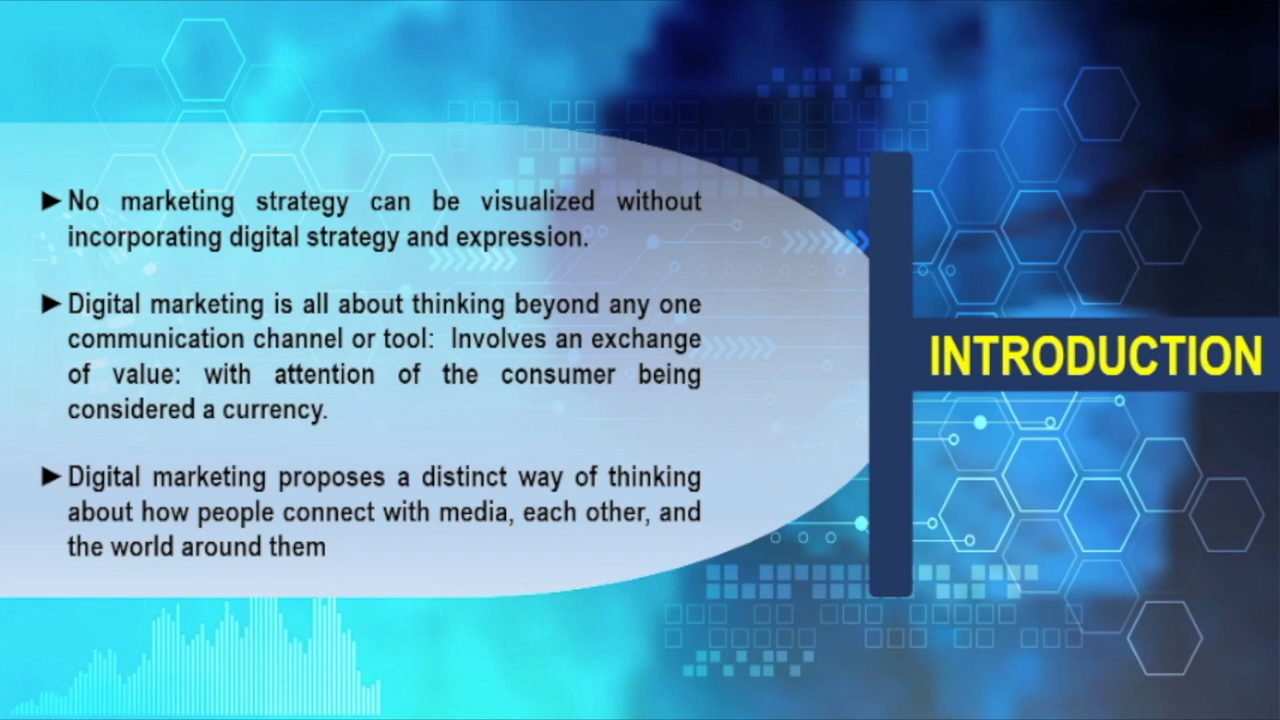 ►No marketing strategy can be visualized without
incorporating digital strategy and expression.
►Digital marketing is all about thinking beyond any one
communication channel or tool: Involves an exchange
of value: with attention of the consumer being
considered a currency.
►Digital marketing proposes a distinct way of thinking
about how people connect with media, each other, and
the world around them
INTRODUCTION